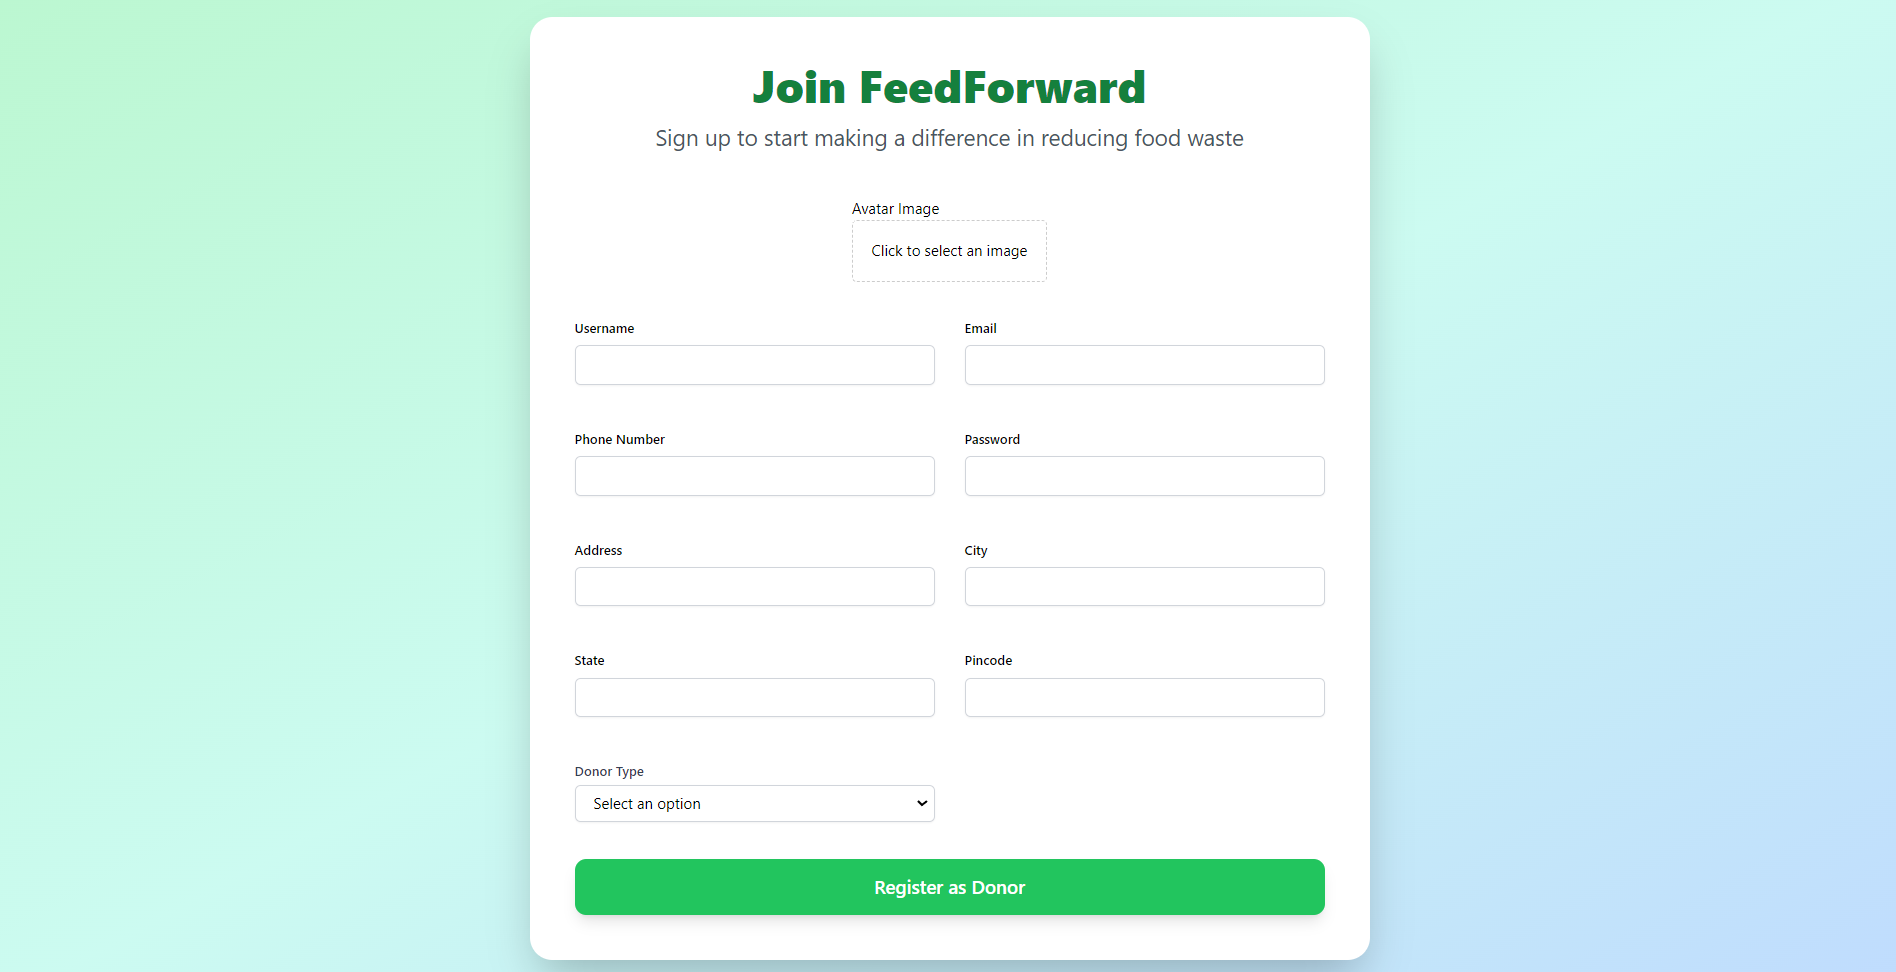 Join FeedForward
Sign up to start making a difference in reducing food waste
Avatar Image
Click to select an image
Username
Email
Phone Number
Password
Address
City
State
Pincode
Donor Type
Select an option
Register as Donor